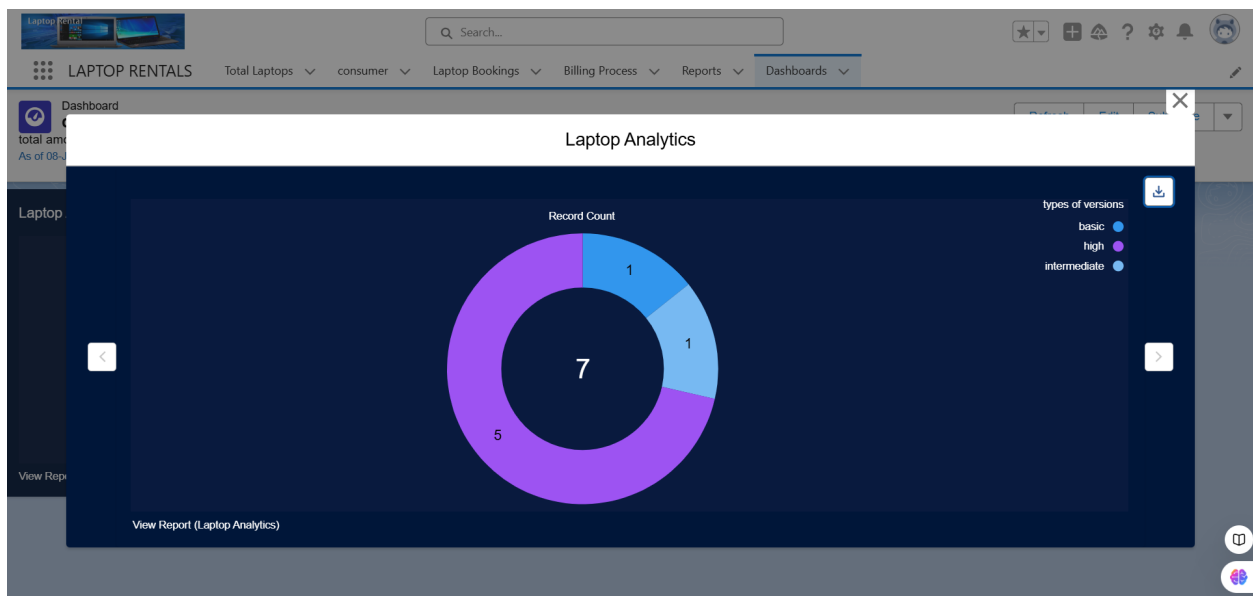 Laptop Rental
Search...
LAPTOP RENTALS
Total Laptops
consumer
Laptop Bookings
Billing Process
Reports
Dashboards
Dashboard
total
As of 08-
Laptop Analytics
Laptop
Record Count
types of versions
basic
high
intermediate
1
1
7
5
View
View Report (Laptop Analytics)